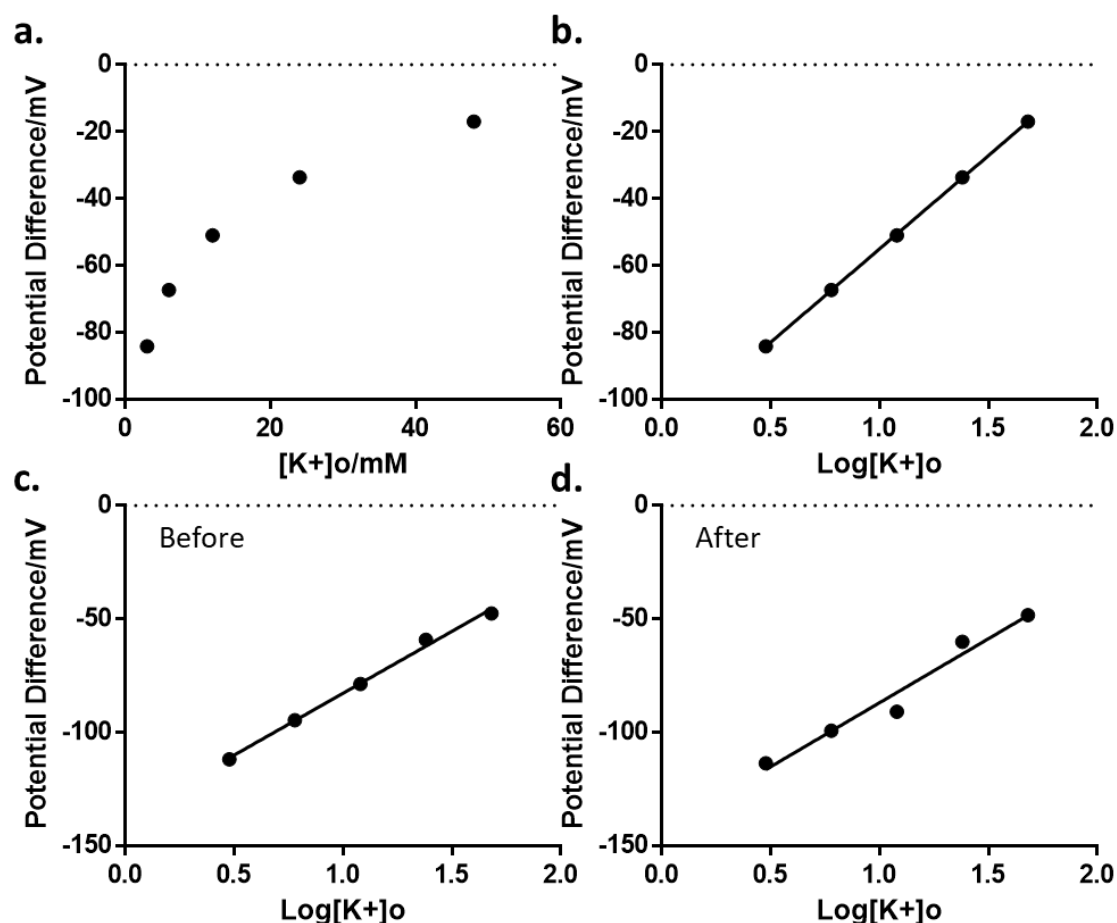 a.
Potential Difference/mV
0
-20
-40
-60
-80
-100
0 20 40 60
[K+]o/mM
b.
Potential Difference/mV
0
-20
-40
-60
-80
-100
0.0 0.5 1.0 1.5 2.0
Log[K+]o
c.
Before
Potential Difference/mV
0
-50
-100
-150
0.0 0.5 1.0 1.5 2.0
Log[K+]o
d.
After
Potential Difference/mV
0
-50
-100
-150
0.0 0.5 1.0 1.5 2.0
Log[K+]o